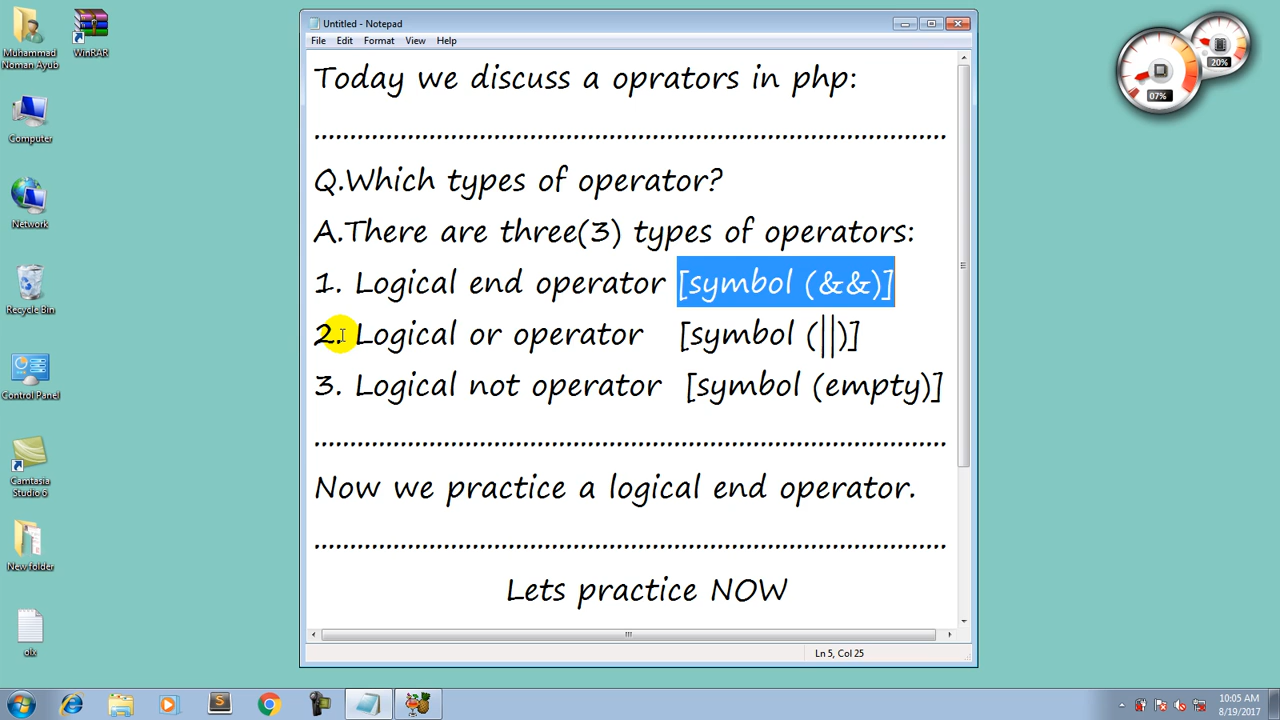 Muhammad
Noman Ayub
WinRAR
Computer
Network
Recycle Bin
Control Panel
Camtasia
Studio 6
New folder
olx
Untitled - Notepad
File Edit Format View Help
Today we discuss a oprators in php:
...............................................................................
Q.Which types of operator?
A.There are three(3) types of operators:
1. Logical end operator [symbol (&&)]
2. Logical or operator [symbol (||)]
3. Logical not operator [symbol (empty)]
...............................................................................
Now we practice a logical end operator.
...............................................................................
Lets practice NOW
Ln 5, Col 25
20%
07%
10:05 AM
8/19/2017